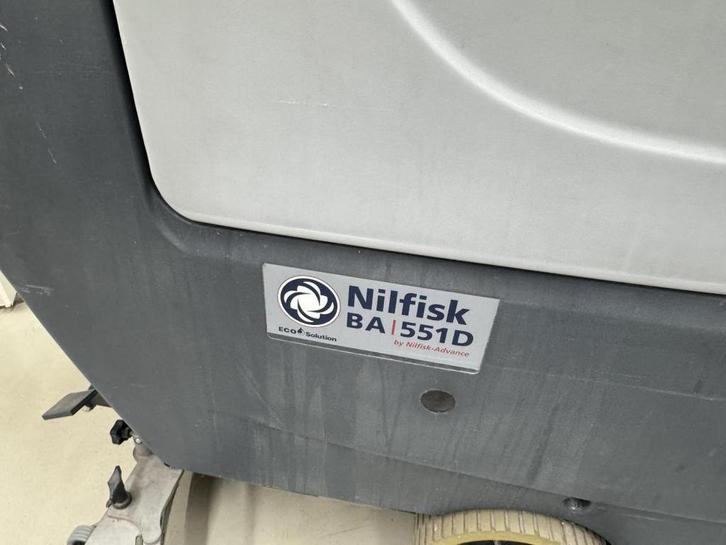 Nilfisk
BA | 551D
ECO Solution
by Nilfisk-Advance